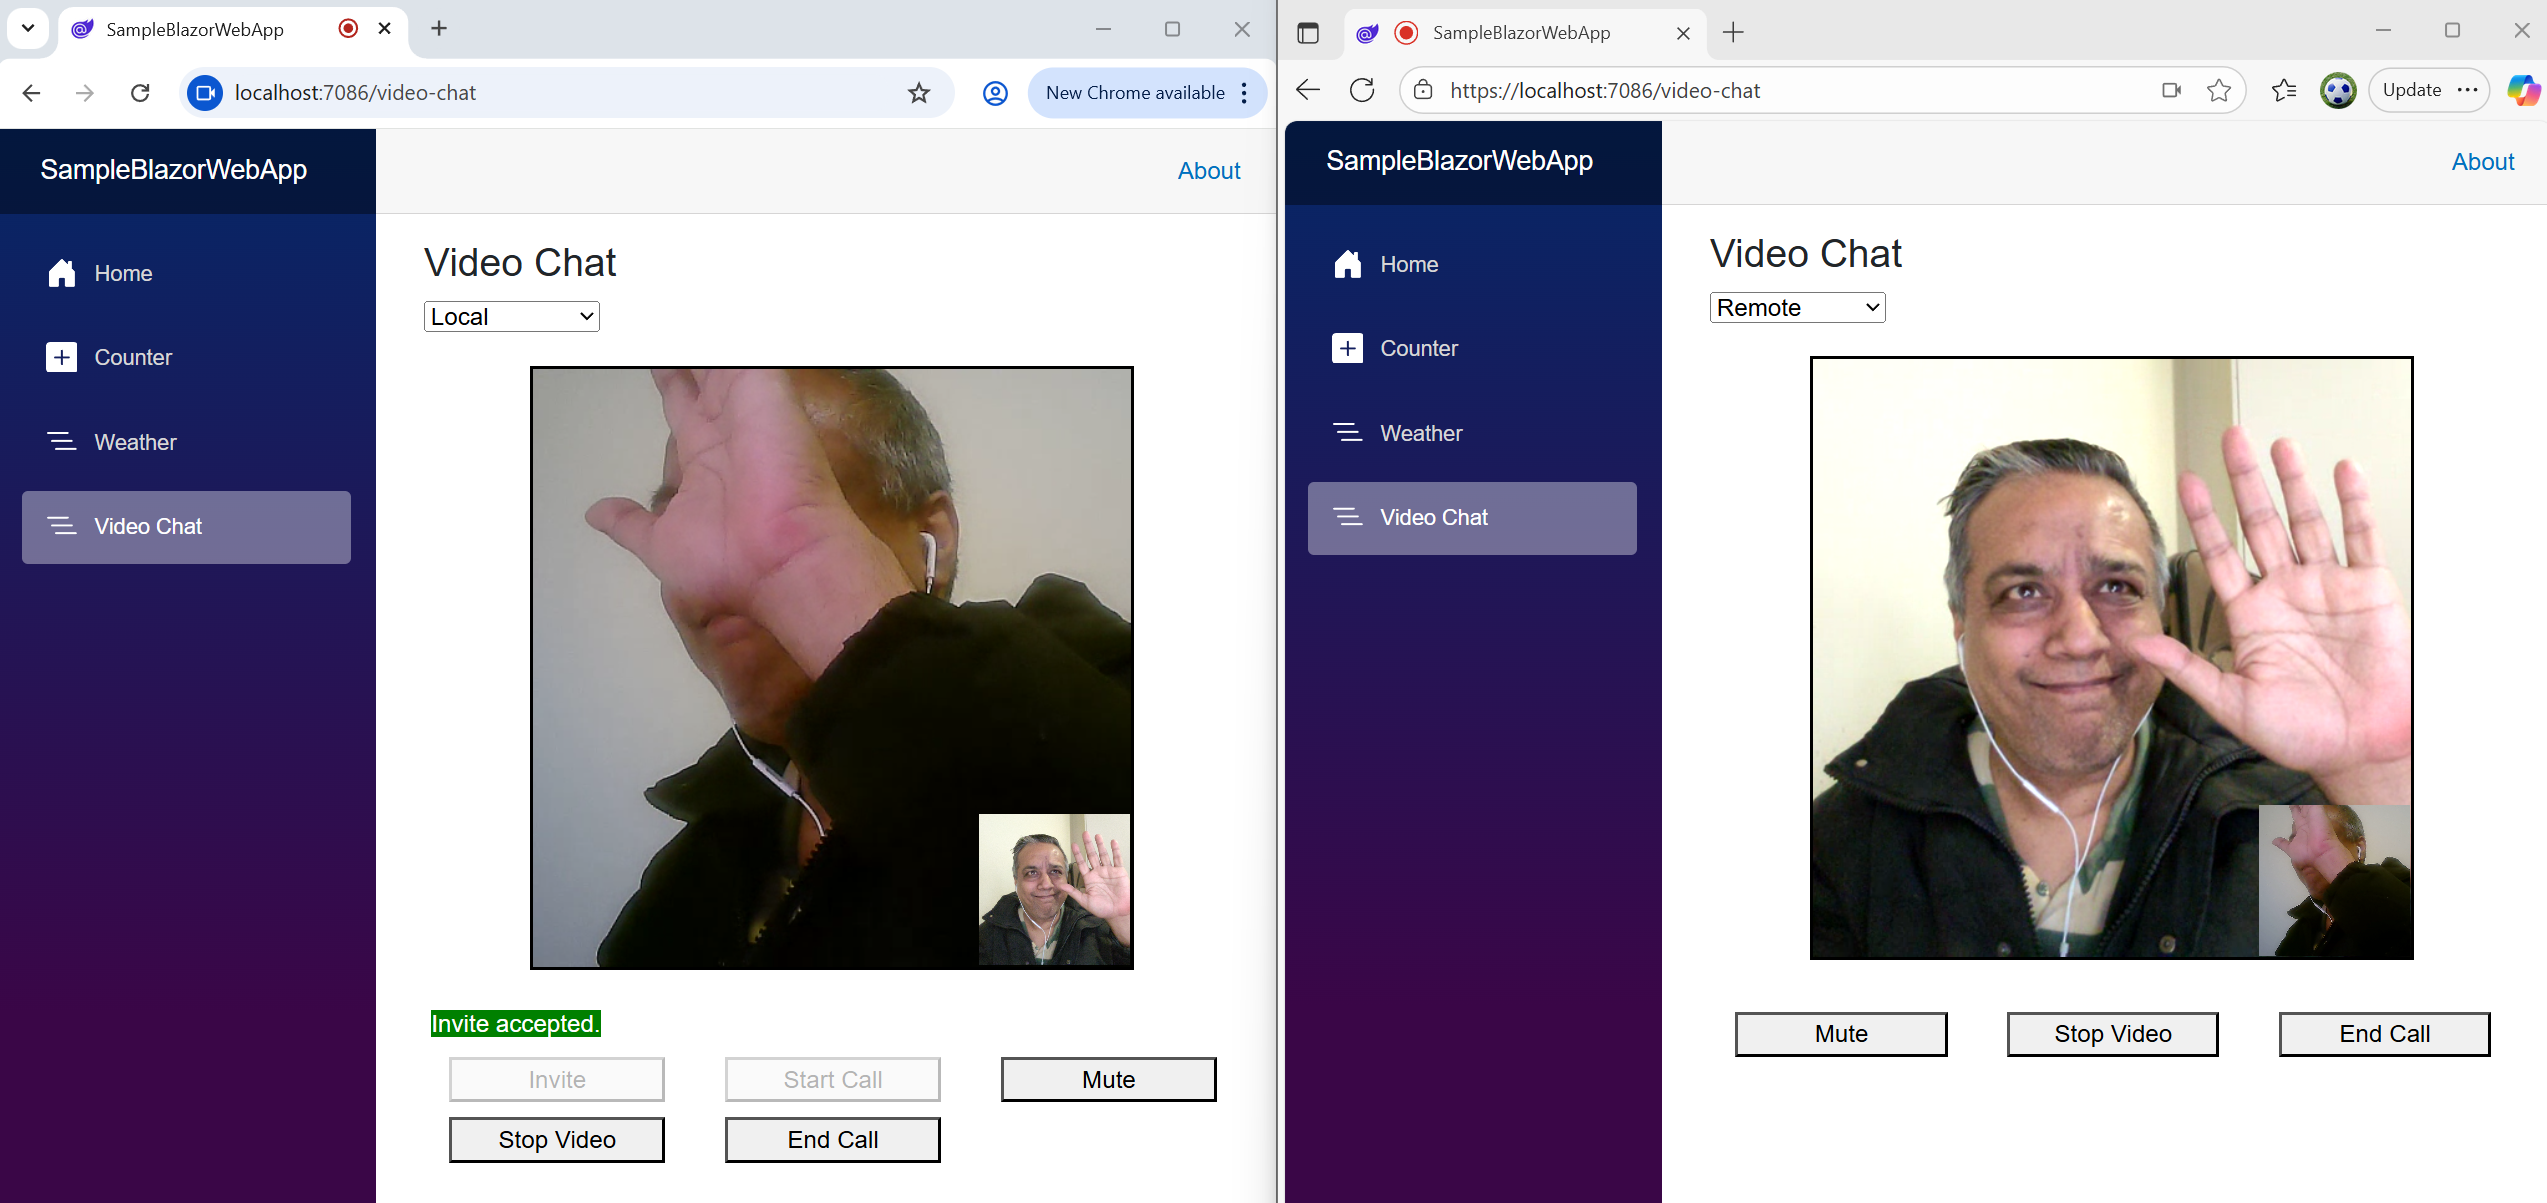 SampleBlazorWebApp
localhost:7086/video-chat
New Chrome available
SampleBlazorWebApp
About
Home
Counter
Weather
Video Chat
Video Chat
Local
Invite accepted.
Invite
Start Call
Mute
Stop Video
End Call
SampleBlazorWebApp
https://localhost:7086/video-chat
Update
SampleBlazorWebApp
About
Home
Counter
Weather
Video Chat
Video Chat
Remote
Mute
Stop Video
End Call